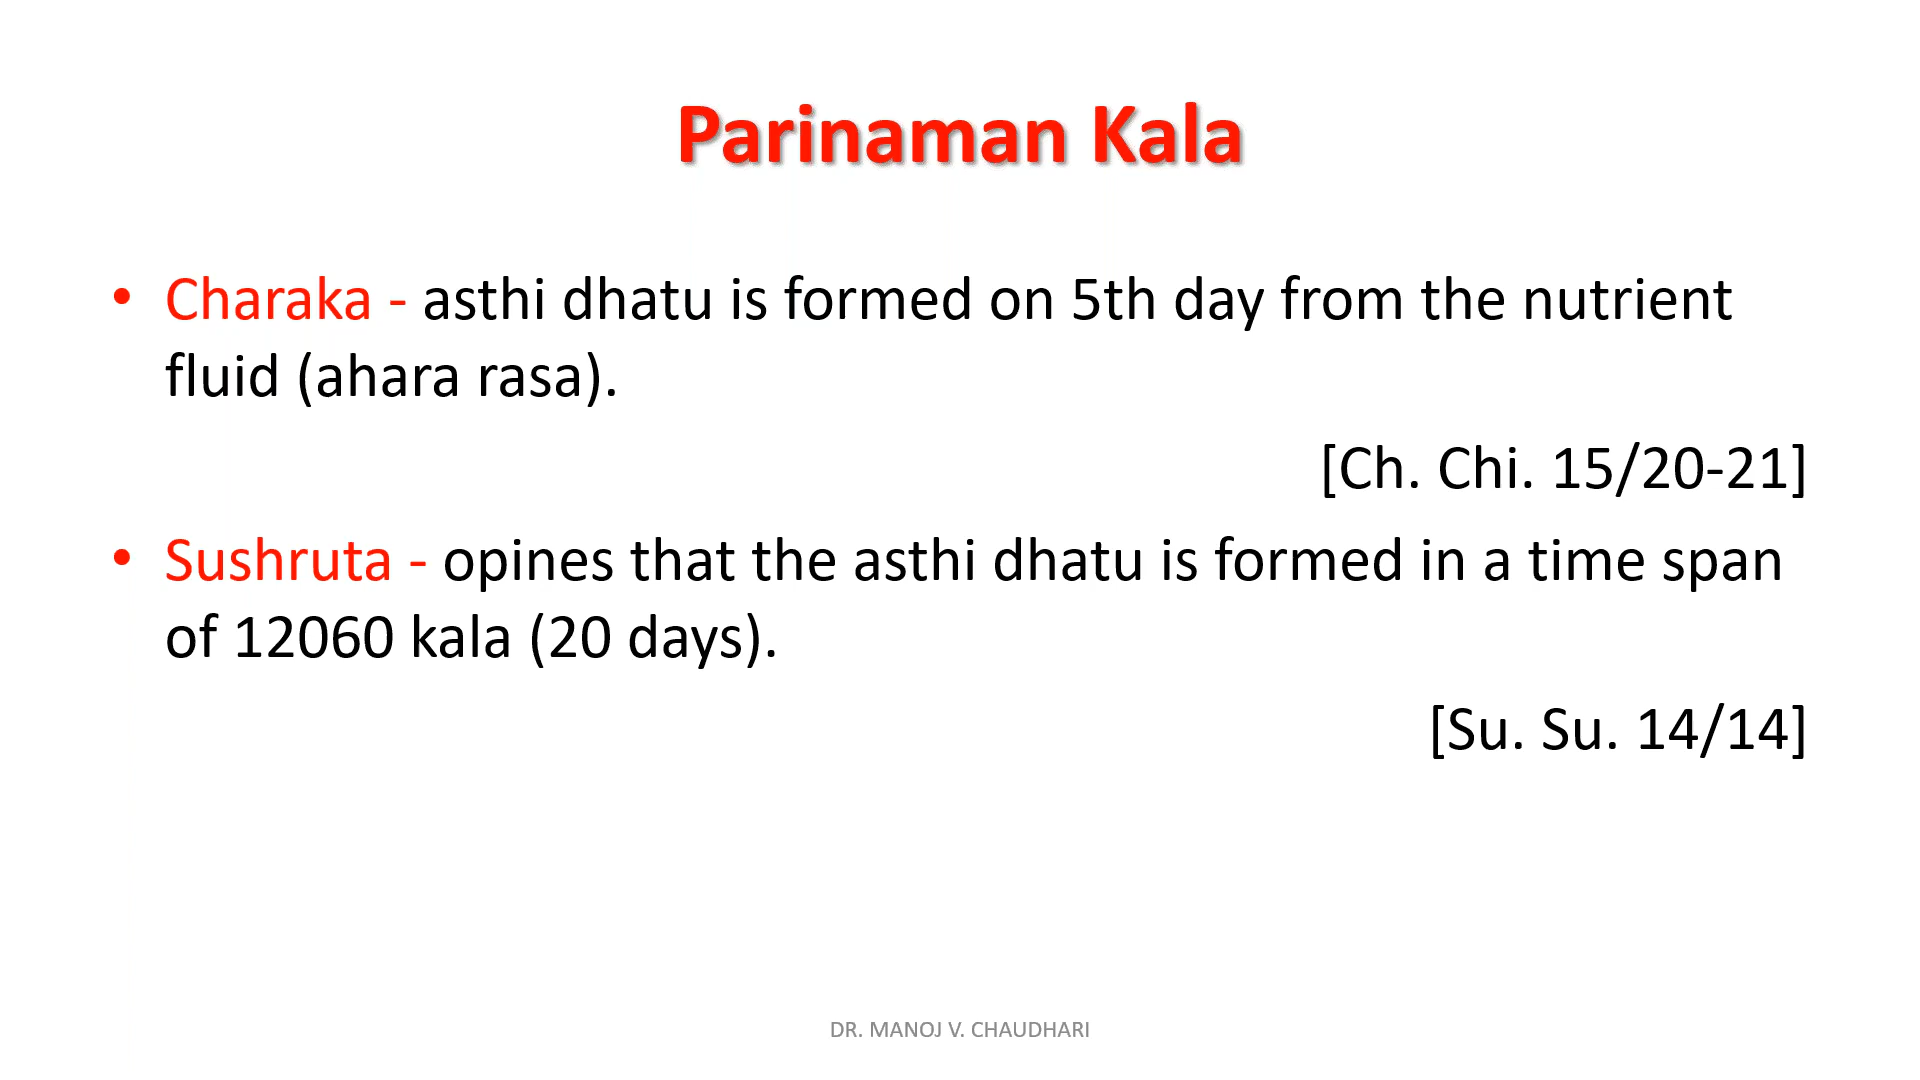 Parinaman Kala
• Charaka - asthi dhatu is formed on 5th day from the nutrient
fluid (ahara rasa).
[Ch. Chi. 15/20-21]
• Sushruta - opines that the asthi dhatu is formed in a time span
of 12060 kala (20 days).
[Su. Su. 14/14]
DR. MANOJ V. CHAUDHARI